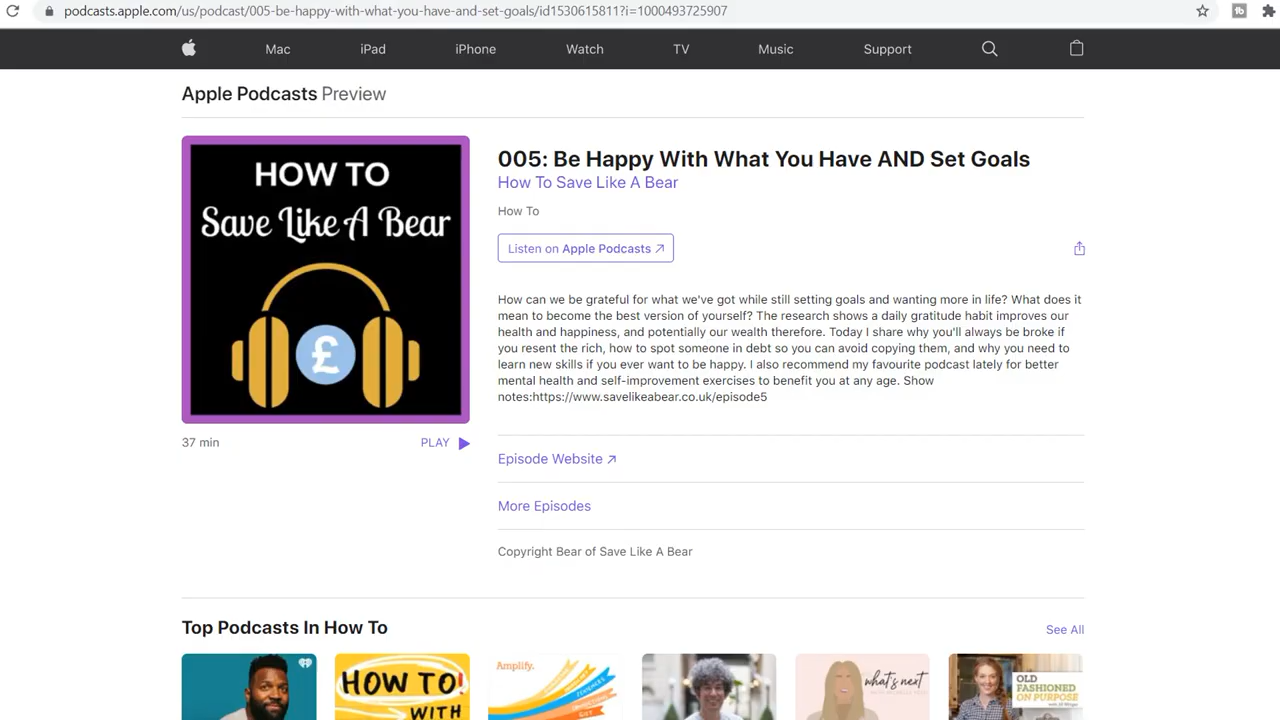 podcasts.apple.com/us/podcast/005-be-happy-with-what-you-have-and-set-goals/id1530615811?i=1000493725907
Mac iPad iPhone Watch TV Music Support
Apple Podcasts Preview
HOW TO
Save Like A Bear
£
37 min PLAY
005: Be Happy With What You Have AND Set Goals
How To Save Like A Bear
How To
Listen on Apple Podcasts ↗
How can we be grateful for what we've got while still setting goals and wanting more in life? What does it
mean to become the best version of yourself? The research shows a daily gratitude habit improves our
health and happiness, and potentially our wealth therefore. Today I share why you'll always be broke if
you resent the rich, how to spot someone in debt so you can avoid copying them, and why you need to
learn new skills if you ever want to be happy. I also recommend my favourite podcast lately for better
mental health and self-improvement exercises to benefit you at any age. Show
notes:https://www.savelikeabear.co.uk/episode5
Episode Website ↗
More Episodes
Copyright Bear of Save Like A Bear
Top Podcasts In How To
See All
HOW TO!
WITH
Amplify.
what's next
OLD
FASHIONED
ON PURPOSE